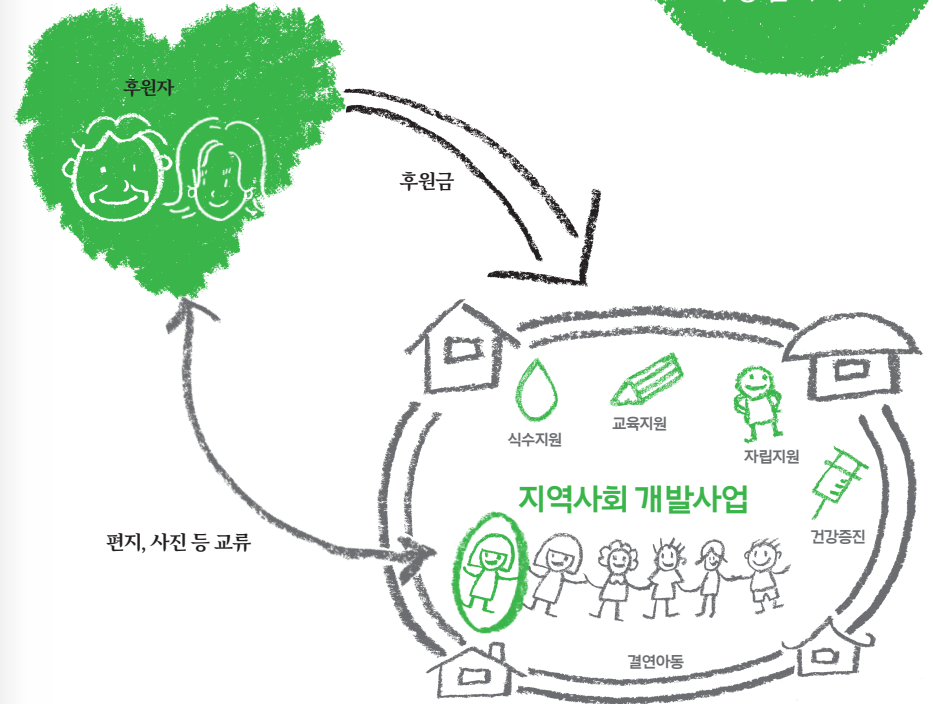 후원자
후원금
식수지원
교육지원
자립지원
지역사회 개발사업
건강증진
편지, 사진 등 교류
결연아동